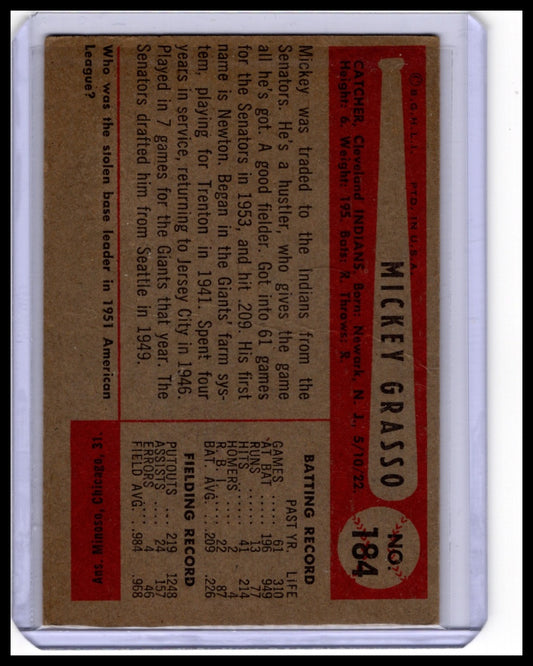 © B.G.H.L.I. PTD. IN U.S.A.
MICKEY GRASSO
NO.
184
CATCHER, Cleveland INDIANS. Born: Newark, N. J., 5/10/22.
Height: 6. Weight: 195. Bats: R. Throws: R.
Mickey was traded to the Indians from the
Senators. He's a hustler, who gives the game
all he's got. A good fielder. Got into 61 games
for the Senators in 1953, and hit .209. His first
name is Newton. Began in the Giants' farm sys-
tem, playing for Trenton in 1941. Spent four
years in service, returning to Jersey City in 1946.
Played in 7 games for the Giants that year. The
Senators drafted him from Seattle in 1949.
Who was the stolen base leader in 1951 American
League?
BATTING RECORD
PAST YR. LIFE
GAMES ..... 61 310
AT BAT .... 196 949
RUNS ...... 13 77
HITS ...... 41 214
HOMERS .... 2 4
R. B. I. .. 22 87
BAT. AVG. .. .209 .226
FIELDING RECORD
PUTOUTS .. 219 1248
ASSISTS ... 24 157
ERRORS .... 4 46
FIELD AVG. .. .984 .968
Ans. Minoso, Chicago, 31.